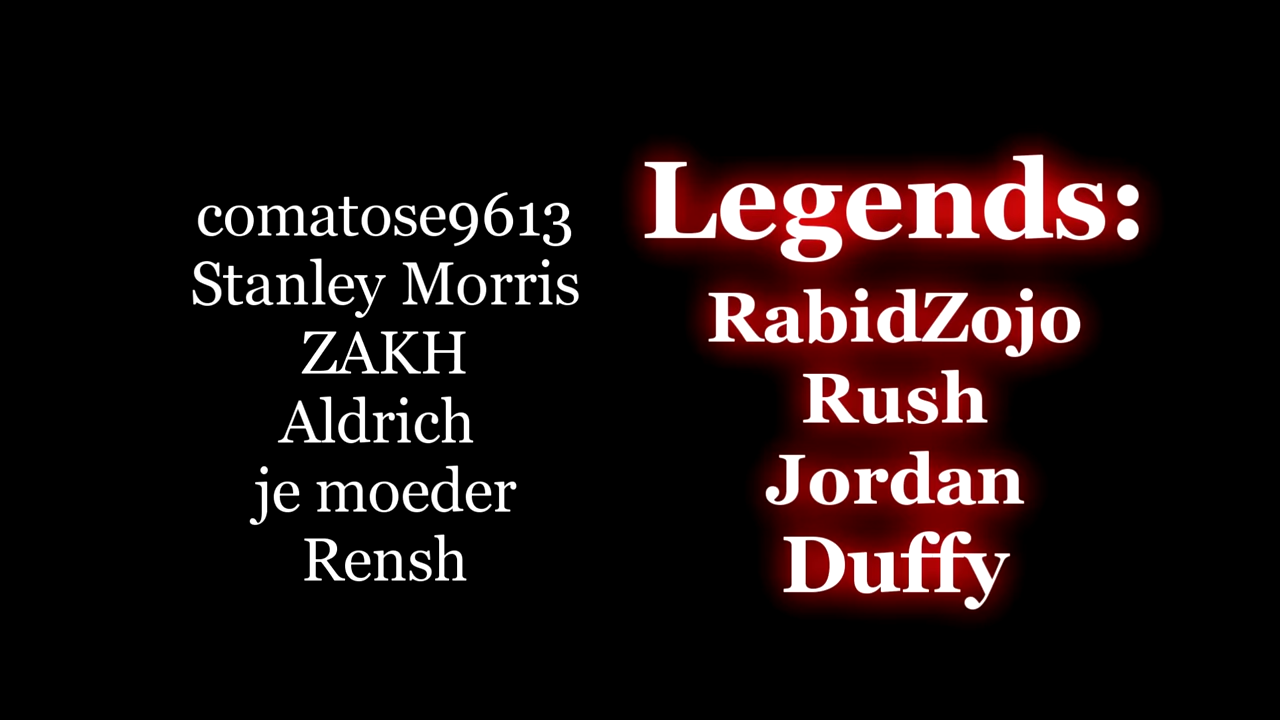 comatose9613
Stanley Morris
ZAKH
Aldrich
je moeder
Rensh
Legends:
RabidZojo
Rush
Jordan
Duffy